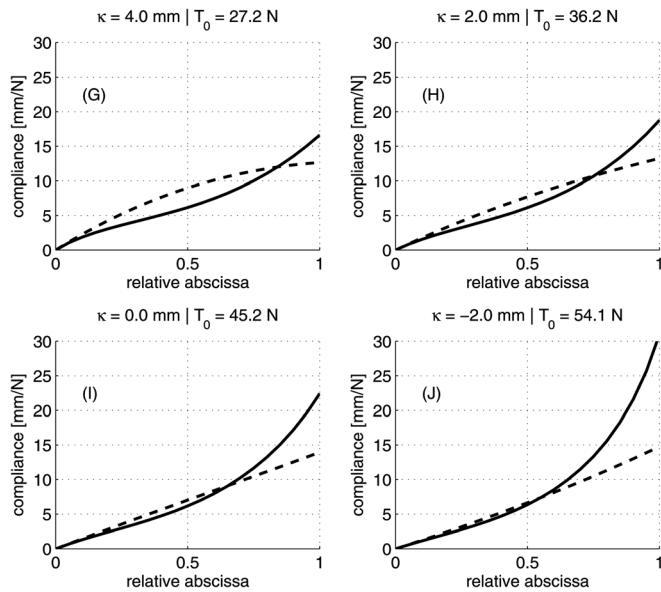 κ = 4.0 mm | T0 = 27.2 N
30
25
20
15
10
5
0
compliance [mm/N]
(G)
0
0.5
1
relative abscissa
κ = 2.0 mm | T0 = 36.2 N
30
25
20
15
10
5
0
compliance [mm/N]
(H)
0
0.5
1
relative abscissa
κ = 0.0 mm | T0 = 45.2 N
30
25
20
15
10
5
0
compliance [mm/N]
(I)
0
0.5
1
relative abscissa
κ = −2.0 mm | T0 = 54.1 N
30
25
20
15
10
5
0
compliance [mm/N]
(J)
0
0.5
1
relative abscissa